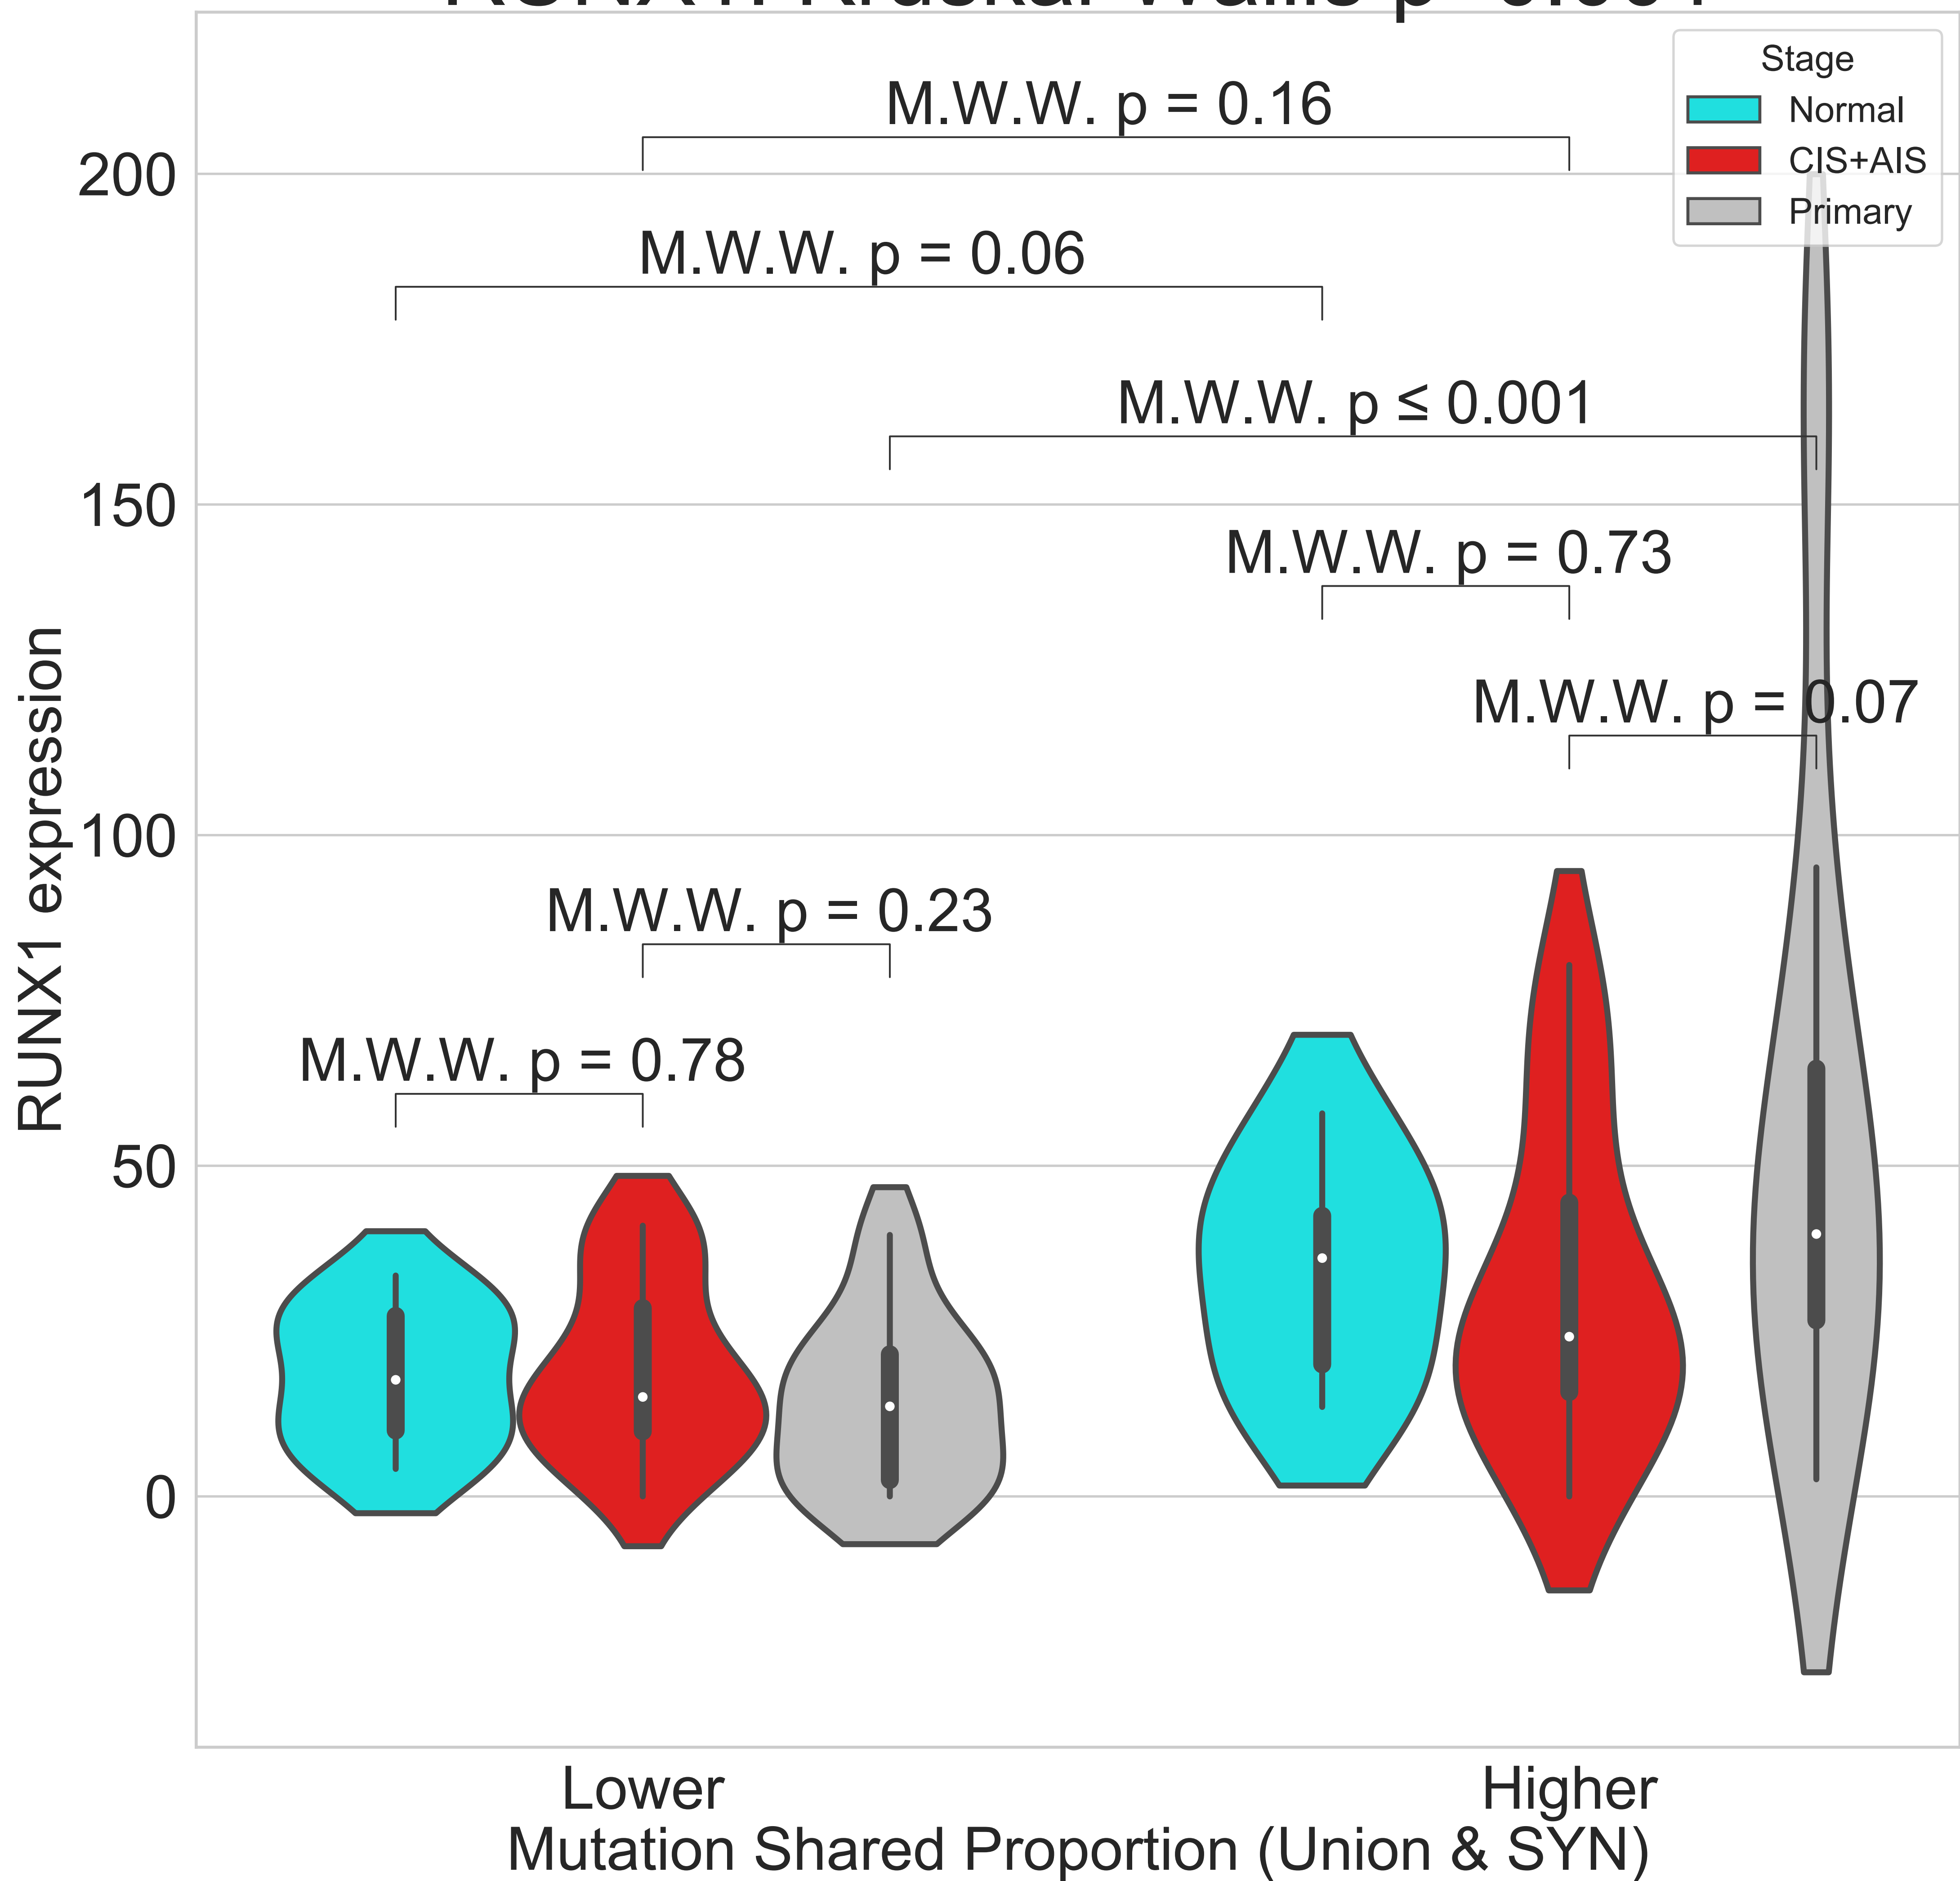 Stage
Normal
CIS+AIS
Primary
M.W.W. p = 0.16
M.W.W. p = 0.06
M.W.W. p ≤ 0.001
M.W.W. p = 0.73
M.W.W. p = 0.07
M.W.W. p = 0.23
M.W.W. p = 0.78
200
150
100
50
0
RUNX1 expression
Lower
Higher
Mutation Shared Proportion (Union & SYN)